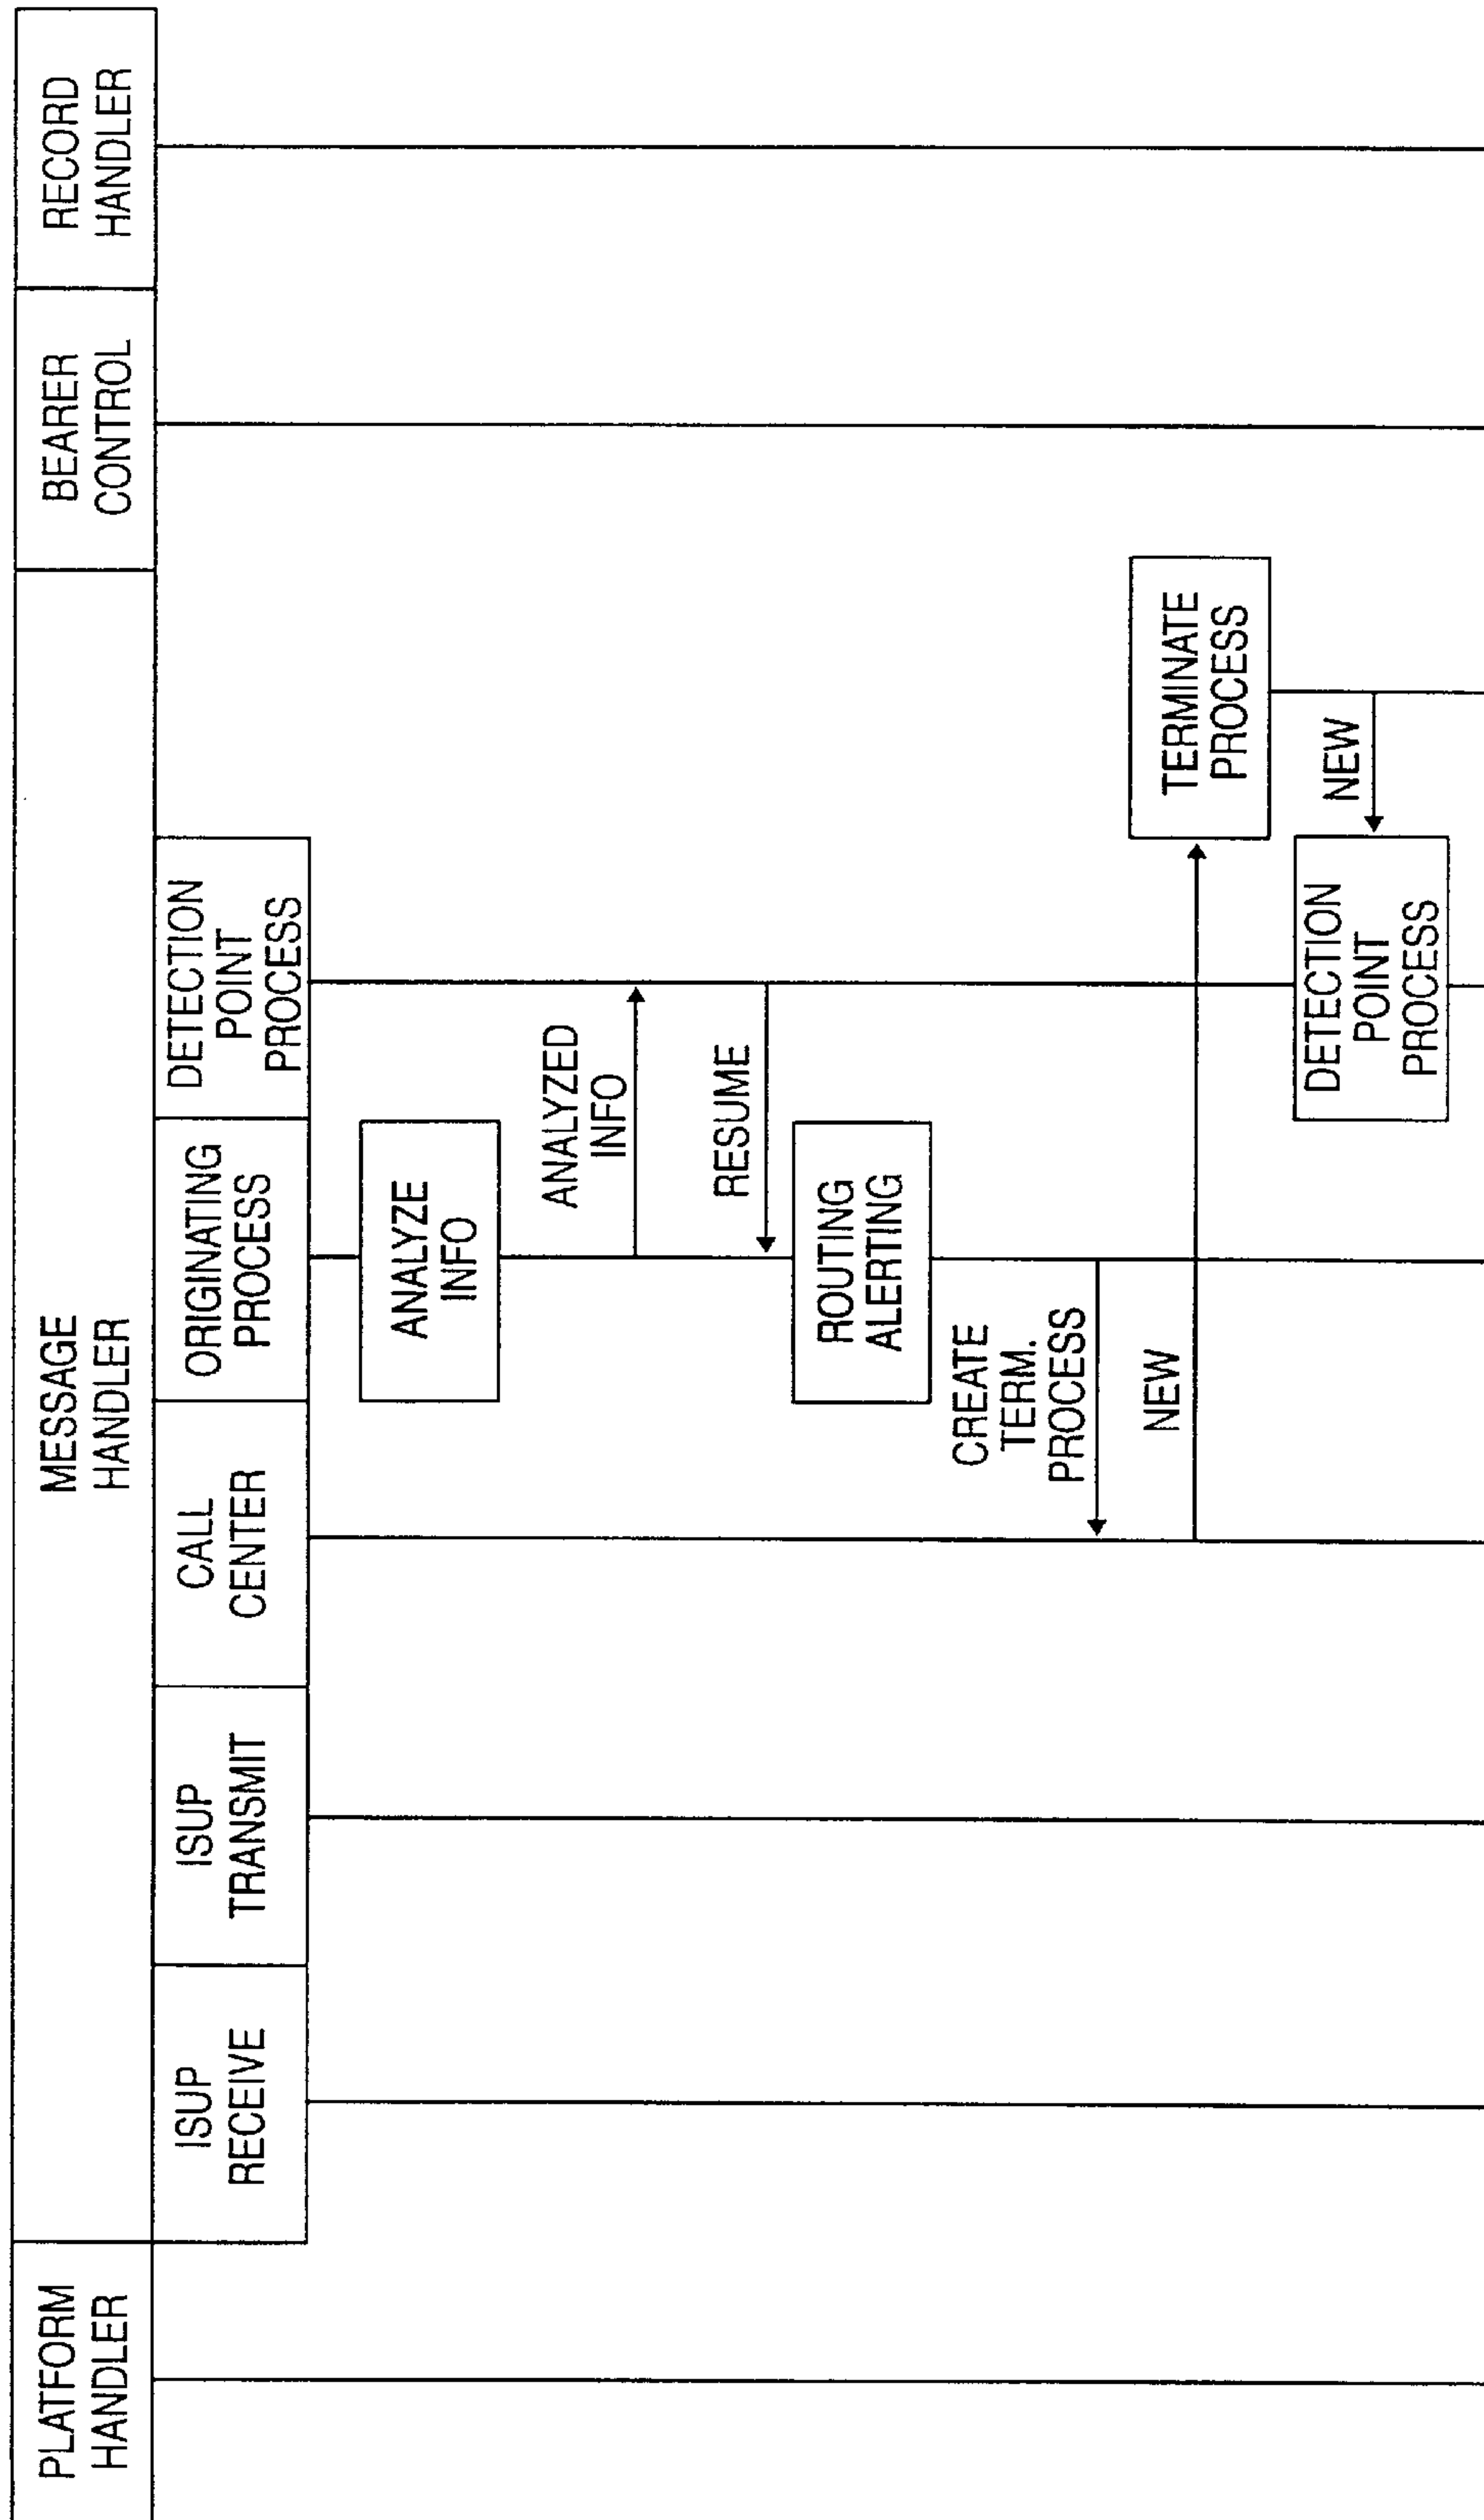 PLATFORM
HANDLER
MESSAGE
HANDLER
BEARER
CONTROL
RECORD
HANDLER
ISUP
RECEIVE
ISUP
TRANSMIT
CALL
CENTER
ORIGINATING
PROCESS
DETECTION
POINT
PROCESS
ANALYZE
INFO
ANALYZED
INFO
RESUME
ROUTING
ALERTING
CREATE
TERM.
PROCESS
NEW
TERMINATE
PROCESS
NEW
DETECTION
POINT
PROCESS